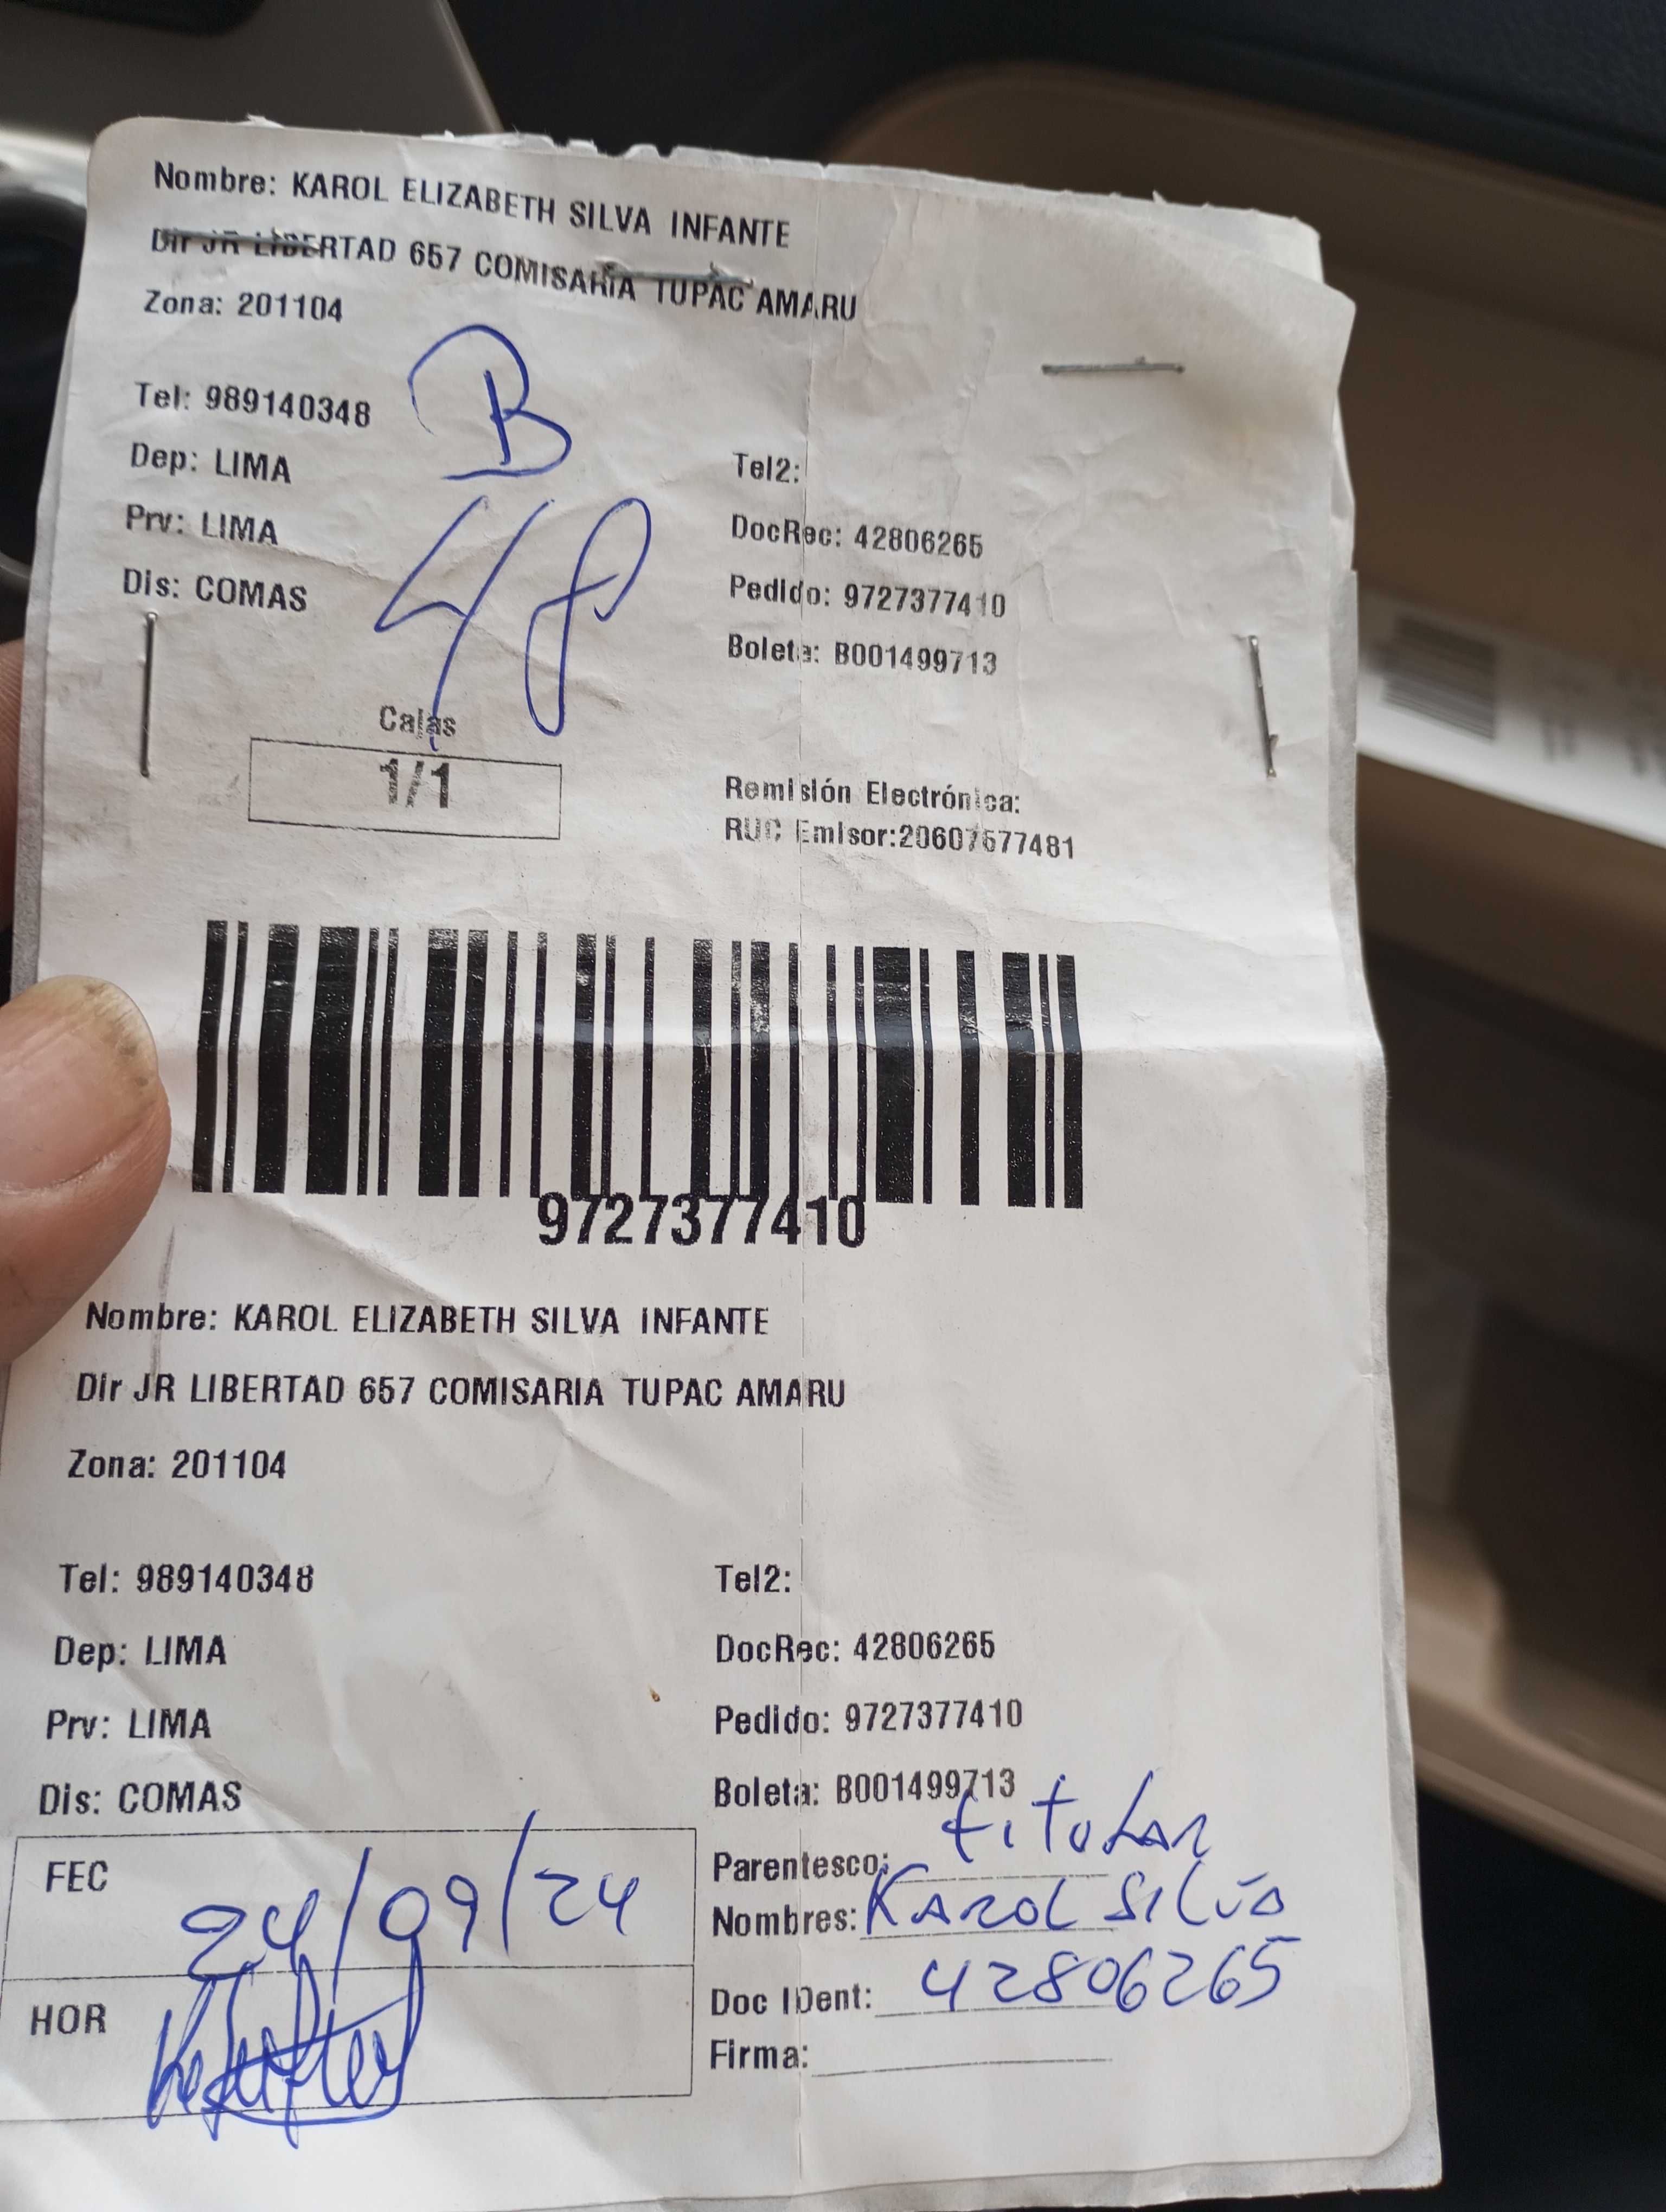 Nombre: KAROL ELIZABETH SILVA INFANTE
Dir JR LIBERTAD 657 COMISARIA TUPAC AMARU
Zona: 201104
B
Tel: 989140348
Tel2:
Dep: LIMA
DocRec: 42806265
Prv: LIMA
48
Pedido: 9727377410
Dis: COMAS
Boleta: B001499713
Cajas
1/1
Remisión Electrónica:
RUC Emisor:20607577481
9727377410
Nombre: KAROL ELIZABETH SILVA INFANTE
Dir JR LIBERTAD 657 COMISARIA TUPAC AMARU
Zona: 201104
Tel: 989140348
Tel2:
Dep: LIMA
DocRec: 42806265
Prv: LIMA
Pedido: 9727377410
Dis: COMAS
Boleta: B001499713
FEC 24/09/24
Parentesco: titular
Nombres: KAROL SILVA
HOR
Doc IDent: 42806265
Firma: